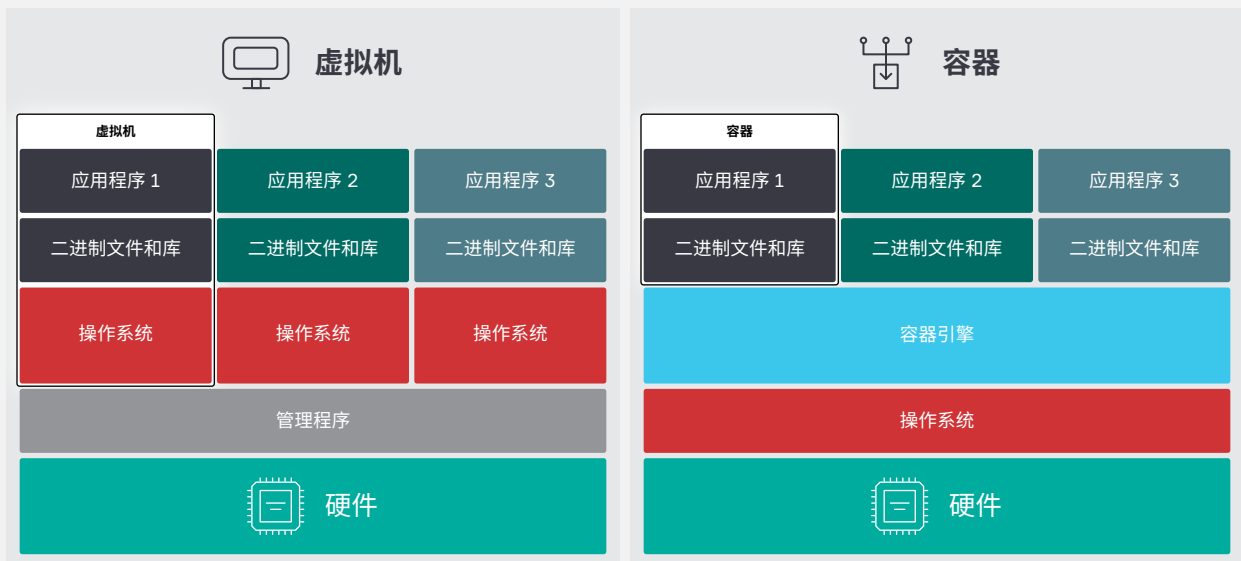 虚拟机
虚拟机
应用程序 1
应用程序 2
应用程序 3
二进制文件和库
二进制文件和库
二进制文件和库
操作系统
操作系统
操作系统
管理程序
硬件
容器
容器
应用程序 1
应用程序 2
应用程序 3
二进制文件和库
二进制文件和库
二进制文件和库
容器引擎
操作系统
硬件